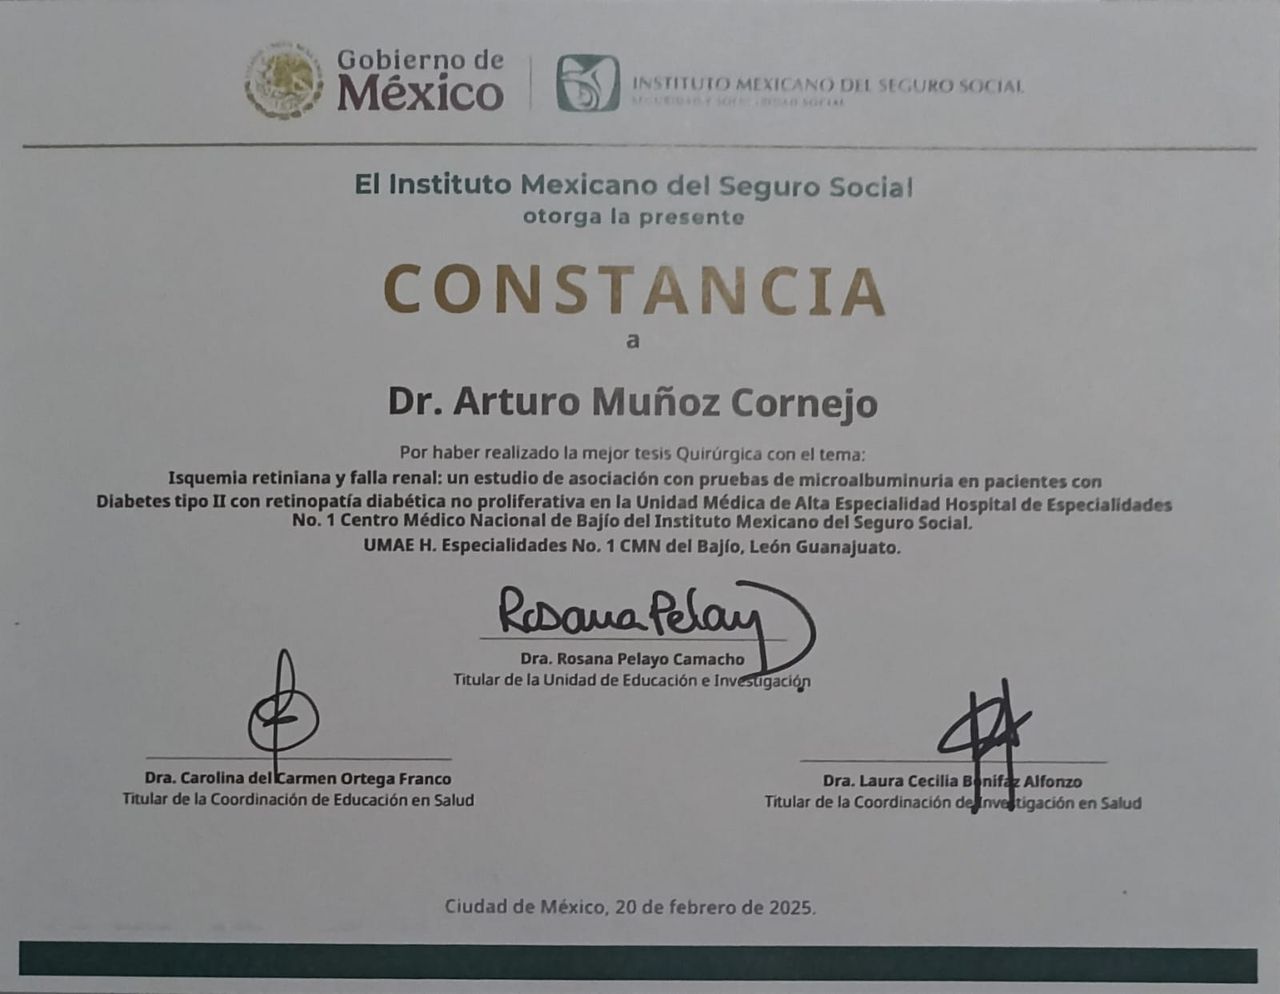 Gobierno de
México
INSTITUTO MEXICANO DEL SEGURO SOCIAL
SEGURIDAD Y SOLIDARIDAD SOCIAL
El Instituto Mexicano del Seguro Social
otorga la presente
CONSTANCIA
a
Dr. Arturo Muñoz Cornejo
Por haber realizado la mejor tesis Quirúrgica con el tema:
Isquemia retiniana y falla renal: un estudio de asociación con pruebas de microalbuminuria en pacientes con
Diabetes tipo II con retinopatía diabética no proliferativa en la Unidad Médica de Alta Especialidad Hospital de Especialidades
No. 1 Centro Médico Nacional de Bajío del Instituto Mexicano del Seguro Social.
UMAE H. Especialidades No. 1 CMN del Bajío, León Guanajuato.
Rosana Pelayo
Dra. Rosana Pelayo Camacho
Titular de la Unidad de Educación e Investigación
Dra. Carolina del Carmen Ortega Franco
Titular de la Coordinación de Educación en Salud
Dra. Laura Cecilia Bonifaz Alfonzo
Titular de la Coordinación de Investigación en Salud
Ciudad de México, 20 de febrero de 2025.